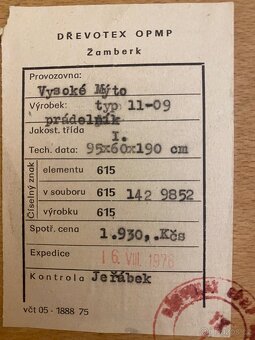 DŘEVOTEX OPMP
Žamberk
Provozovna:
Vysoké Mýto
Výrobek: typ 11-09
prádelník
Jakost. třída I.
Tech. data: 95x60x190 cm
Číselný znak
elementu 615
v souboru 615 142 9852
výrobku 615
Spotř. cena 1.930,.Kčs
Expedice 16. VIII. 1976
Kontrola Jeřábek
včt 05 - 1888 75